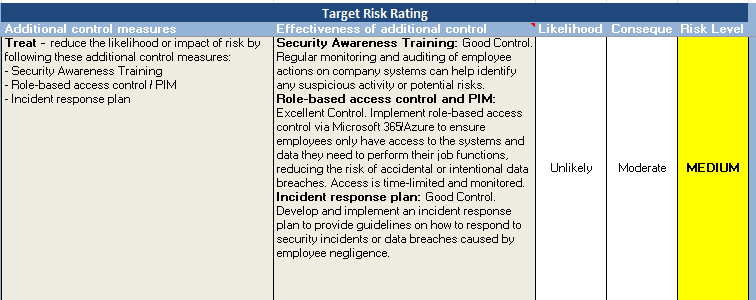 Target Risk Rating
Additional control measures
Effectiveness of additional control
Likelihood
Conseque
Risk Level
Treat - reduce the likelihood or impact of risk by
following these additional control measures:
- Security Awareness Training
- Role-based access control / PIM
- Incident response plan
Security Awareness Training: Good Control.
Regular monitoring and auditing of employee
actions on company systems can help identify
any suspicious activity or potential risks.
Role-based access control and PIM:
Excellent Control. Implement role-based access
control via Microsoft 365/Azure to ensure
employees only have access to the systems and
data they need to perform their job functions,
reducing the risk of accidental or intentional data
breaches. Access is time-limited and monitored.
Incident response plan: Good Control.
Develop and implement an incident response
plan to provide guidelines on how to respond to
security incidents or data breaches caused by
employee negligence.
Unlikely
Moderate
MEDIUM